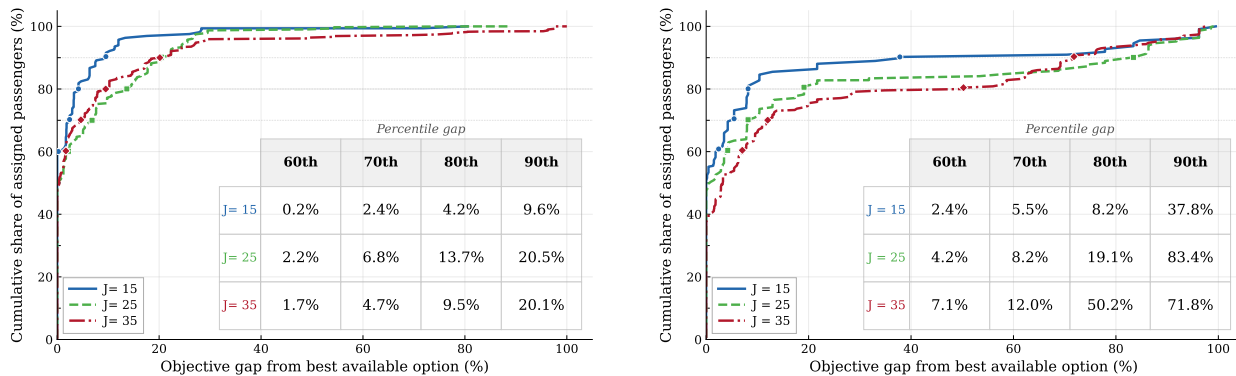 Cumulative share of assigned passengers (%)
100
80
60
40
20
0
Percentile gap
60th 70th 80th 90th
J= 15 0.2% 2.4% 4.2% 9.6%
J= 25 2.2% 6.8% 13.7% 20.5%
J= 35 1.7% 4.7% 9.5% 20.1%
J= 15
J= 25
J= 35
0 20 40 60 80 100
Objective gap from best available option (%)
Cumulative share of assigned passengers (%)
100
80
60
40
20
0
Percentile gap
60th 70th 80th 90th
J = 15 2.4% 5.5% 8.2% 37.8%
J = 25 4.2% 8.2% 19.1% 83.4%
J = 35 7.1% 12.0% 50.2% 71.8%
J = 15
J = 25
J = 35
0 20 40 60 80 100
Objective gap from best available option (%)